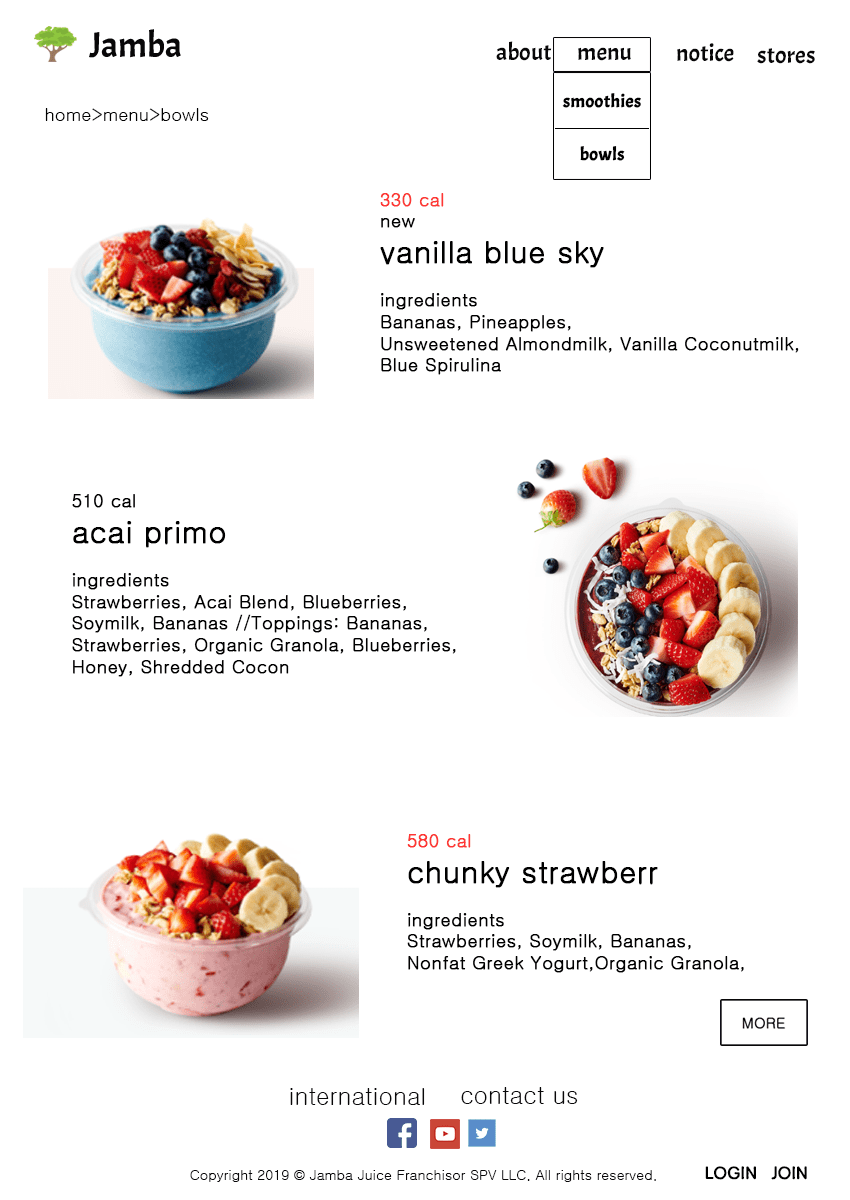 Jamba
about
menu
notice
stores
smoothies
bowls
home>menu>bowls
330 cal
new
vanilla blue sky
ingredients
Bananas, Pineapples,
Unsweetened Almondmilk, Vanilla Coconutmilk,
Blue Spirulina
510 cal
acai primo
ingredients
Strawberries, Acai Blend, Blueberries,
Soymilk, Bananas //Toppings: Bananas,
Strawberries, Organic Granola, Blueberries,
Honey, Shredded Cocon
580 cal
chunky strawberr
ingredients
Strawberries, Soymilk, Bananas,
Nonfat Greek Yogurt,Organic Granola,
MORE
international
contact us
Copyright 2019 © Jamba Juice Franchisor SPV LLC. All rights reserved.
LOGIN
JOIN